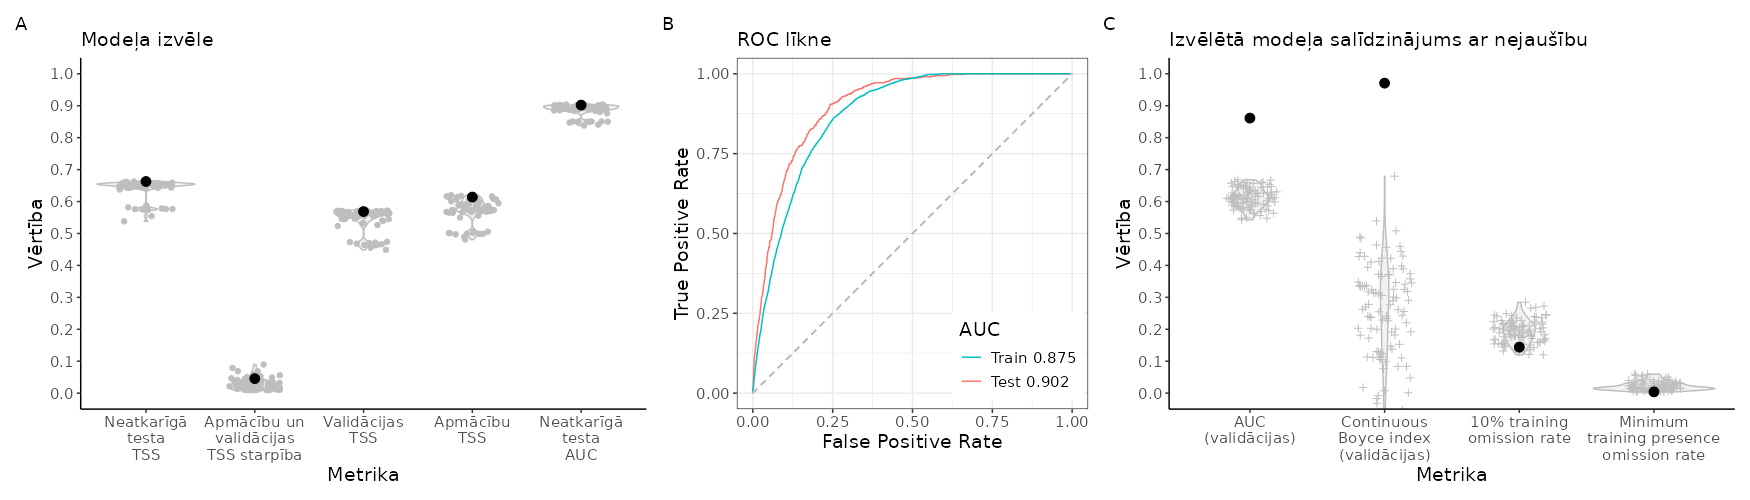 A
Modeļa izvēle
Vērtība
1.0
0.9
0.8
0.7
0.6
0.5
0.4
0.3
0.2
0.1
0.0
Neatkarīgā
testa
TSS
Apmācību un
validācijas
TSS starpība
Validācijas
TSS
Apmācību
TSS
Neatkarīgā
testa
AUC
Metrika
B
ROC līkne
True Positive Rate
1.00
0.75
0.50
0.25
0.00
AUC
Train 0.875
Test 0.902
0.00
0.25
0.50
0.75
1.00
False Positive Rate
C
Izvēlētā modeļa salīdzinājums ar nejaušību
Vērtība
1.0
0.9
0.8
0.7
0.6
0.5
0.4
0.3
0.2
0.1
0.0
AUC
(validācijas)
Continuous
Boyce index
(validācijas)
10% training
omission rate
Minimum
training presence
omission rate
Metrika